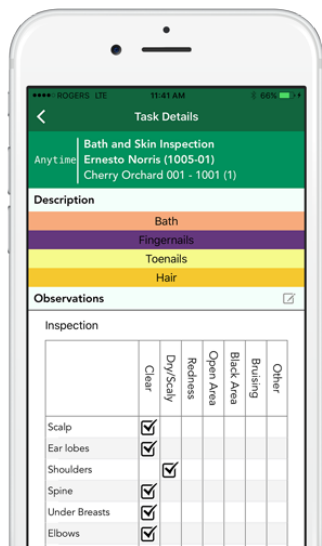 ROGERS LTE 11:41 AM 66%
Task Details
Anytime
Bath and Skin Inspection
Ernesto Norris (1005-01)
Cherry Orchard 001 - 1001 (1)
Description
Bath
Fingernails
Toenails
Hair
Observations
Inspection
Clear
Dry/Scaly
Redness
Open Area
Black Area
Bruising
Other
Scalp
Ear lobes
Shoulders
Spine
Under Breasts
Elbows